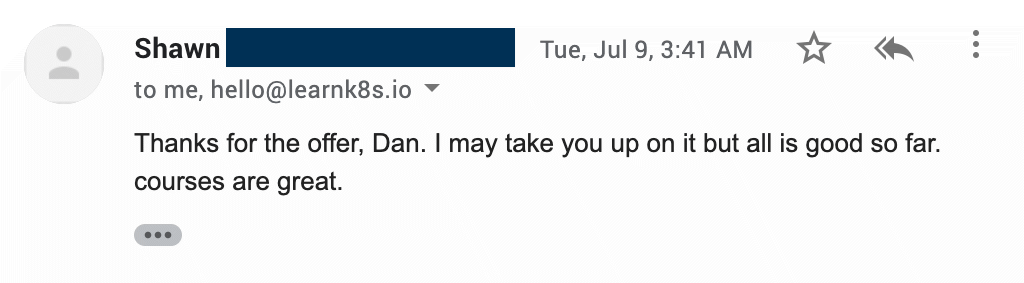 Shawn Tue, Jul 9, 3:41 AM
to me, hello@learnk8s.io
Thanks for the offer, Dan. I may take you up on it but all is good so far.
courses are great.